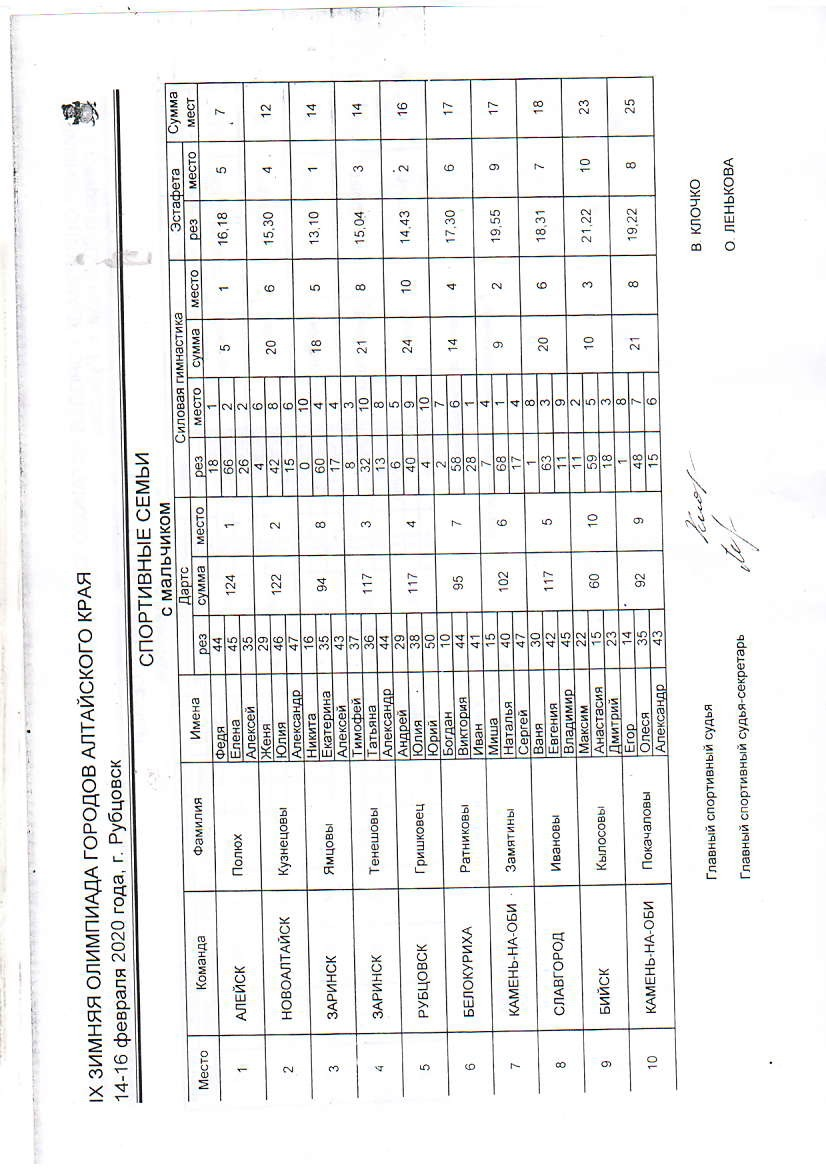 IX ЗИМНЯЯ ОЛИМПИАДА ГОРОДОВ АЛТАЙСКОГО КРАЯ
14-16 февраля 2020 года, г. Рубцовск
СПОРТИВНЫЕ СЕМЬИ
с мальчиком
Место Команда Фамилия Имена Дартс Силовая гимнастика Эстафета Сумма мест
рез сумма место рез место сумма место рез место
1 АЛЕЙСК Полюх Федя 44 124 1 18 1 5 1 16,18 5 7
Елена 45 66 2
Алексей 35 26 2
2 НОВОАЛТАЙСК Кузнецовы Женя 29 122 2 4 6 20 6 15,30 4 12
Юлия 46 42 8
Александр 47 15 6
3 ЗАРИНСК Ямцовы Никита 16 94 8 0 10 18 5 13,10 1 14
Екатерина 35 60 4
Алексей 43 17 4
4 ЗАРИНСК Тенешовы Тимофей 37 117 3 8 3 21 8 15,04 3 14
Татьяна 36 32 10
Александр 44 13 8
5 РУБЦОВСК Гришковец Андрей 29 117 4 6 5 24 10 14,43 2 16
Юлия 38 40 9
Юрий 50 4 10
6 БЕЛОКУРИХА Ратниковы Богдан 10 95 7 2 7 14 4 17,30 6 17
Виктория 44 58 6
Иван 41 28 1
7 КАМЕНЬ-НА-ОБИ Замятины Миша 15 102 6 7 4 9 2 19,55 9 17
Наталья 40 68 1
Сергей 47 17 4
8 СЛАВГОРОД Ивановы Ваня 30 117 5 1 8 20 6 18,31 7 18
Евгения 42 63 3
Владимир 45 11 9
9 БИЙСК Кылосовы Максим 22 60 10 11 2 10 3 21,22 10 23
Анастасия 15 59 5
Дмитрий 23 18 3
10 КАМЕНЬ-НА-ОБИ Покачаловы Егор 14 92 9 1 8 21 8 19,22 8 25
Олеся 35 48 7
Александр 43 15 6
Главный спортивный судья В КЛОЧКО
Главный спортивный судья-секретарь О. ЛЕНЬКОВА